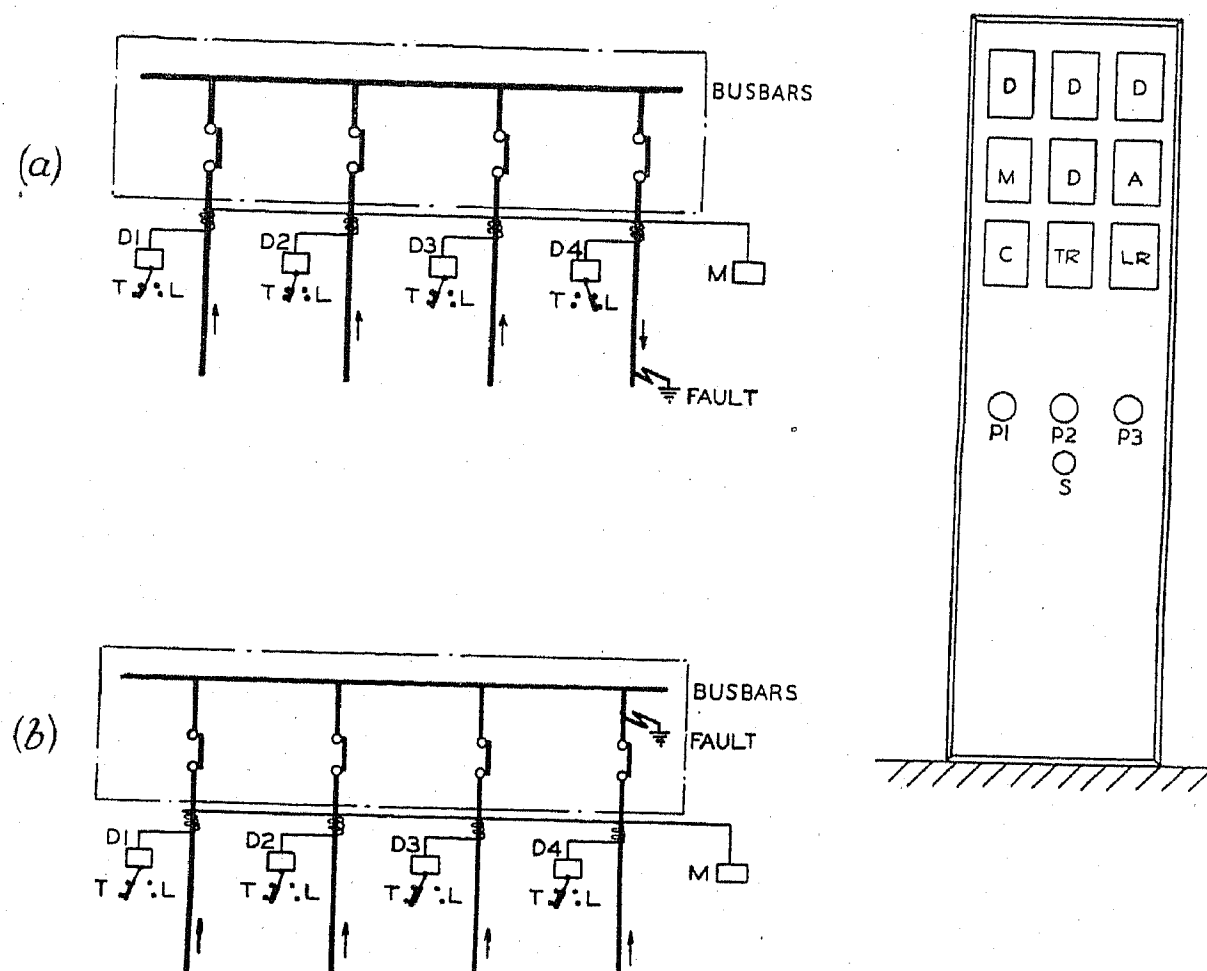 (a)
BUSBARS
D1 D2 D3 D4
T L T L T L T L M
FAULT
(b)
BUSBARS
FAULT
D1 D2 D3 D4
T L T L T L T L M
D D D
M D A
C TR LR
P1 P2 P3
S